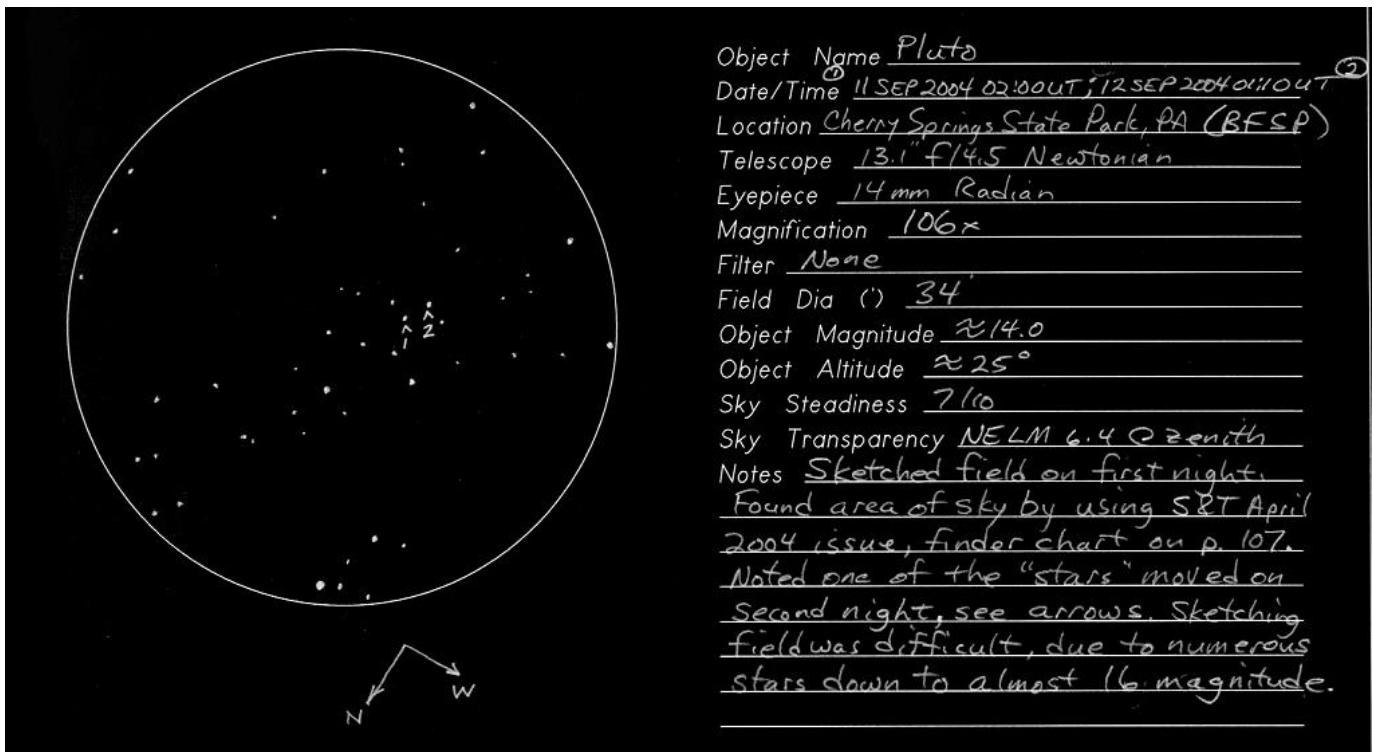 1
2
N
W
Object Name Pluto
Date/Time ① 11 SEP 2004 02:00 UT; 12 SEP 2004 01:10 UT ②
Location Cherry Springs State Park, PA (BFSP)
Telescope 13.1" f/4.5 Newtonian
Eyepiece 14mm Radian
Magnification 106x
Filter None
Field Dia (') 34'
Object Magnitude ≈14.0
Object Altitude ≈25°
Sky Steadiness 7/10
Sky Transparency NELM 6.4 @ zenith
Notes Sketched field on first night.
Found area of sky by using S&T April
2004 issue, finder chart on p. 107.
Noted one of the "stars" moved on
second night, see arrows. Sketching
field was difficult, due to numerous
stars down to almost 16 magnitude.